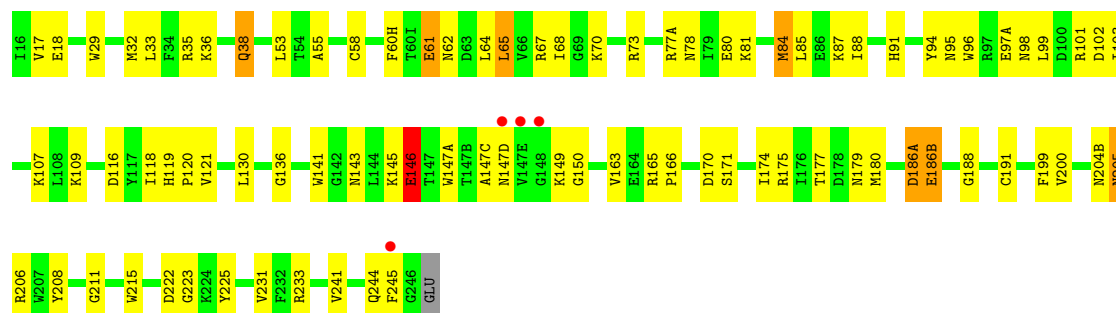 I16 V17 E18 W29 M32 L33 F34 R35 K36 Q38 L53 T54 A55 C58 F60H T60I E61 N62 D63 L64 L65 V66 R67 I68 G69 K70 R73 R77A N78 I79 E80 K81 M84 L85 E86 K87 I88 H91 Y94 N95 W96 R97 E97A N98 L99 D100 R101 D102
K107 L108 K109 D116 Y117 I118 H119 P120 V121 L130 G136 W141 G142 N143 L144 K145 E146 T147 W147A T147B A147C N147D V147E G148 K149 G150 V163 E164 R165 P166 D170 S171 I174 R175 I176 T177 D178 N179 M180 D186A E186B G188 C191 F199 V200 N204B
R206 W207 Y208 G211 W215 D222 G223 K224 Y225 V231 F232 R233 V241 Q244 F245 G246 GLU